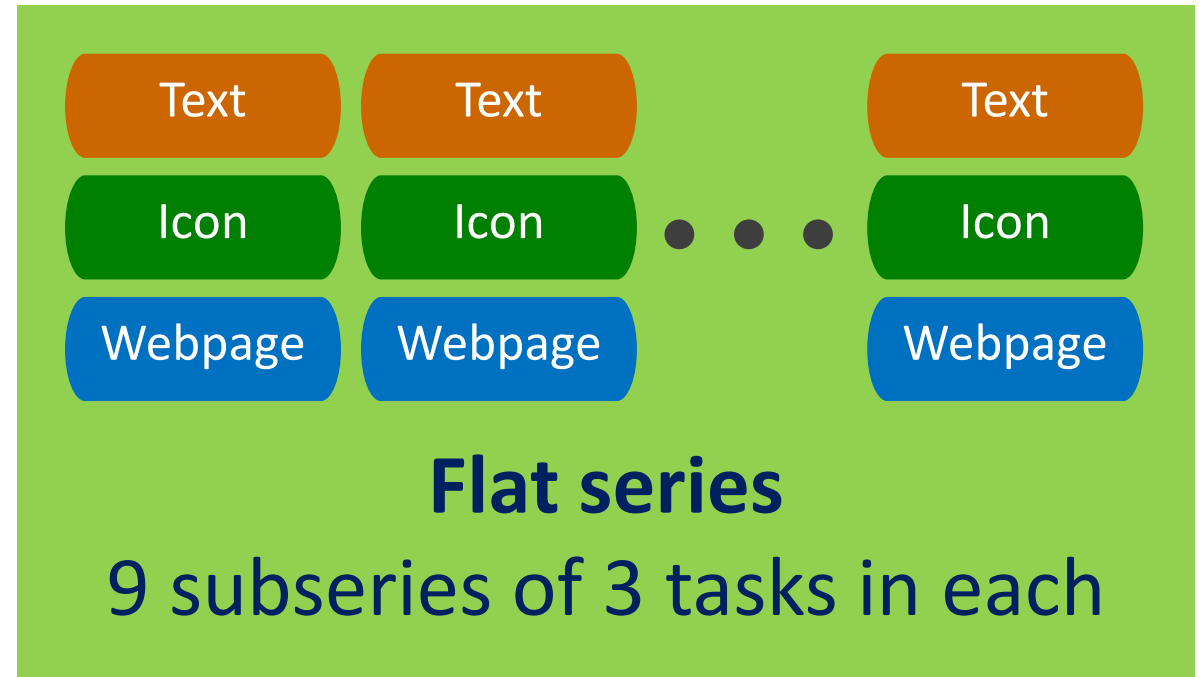 Text Text Text
Icon Icon Icon
Webpage Webpage Webpage
Flat series
9 subseries of 3 tasks in each